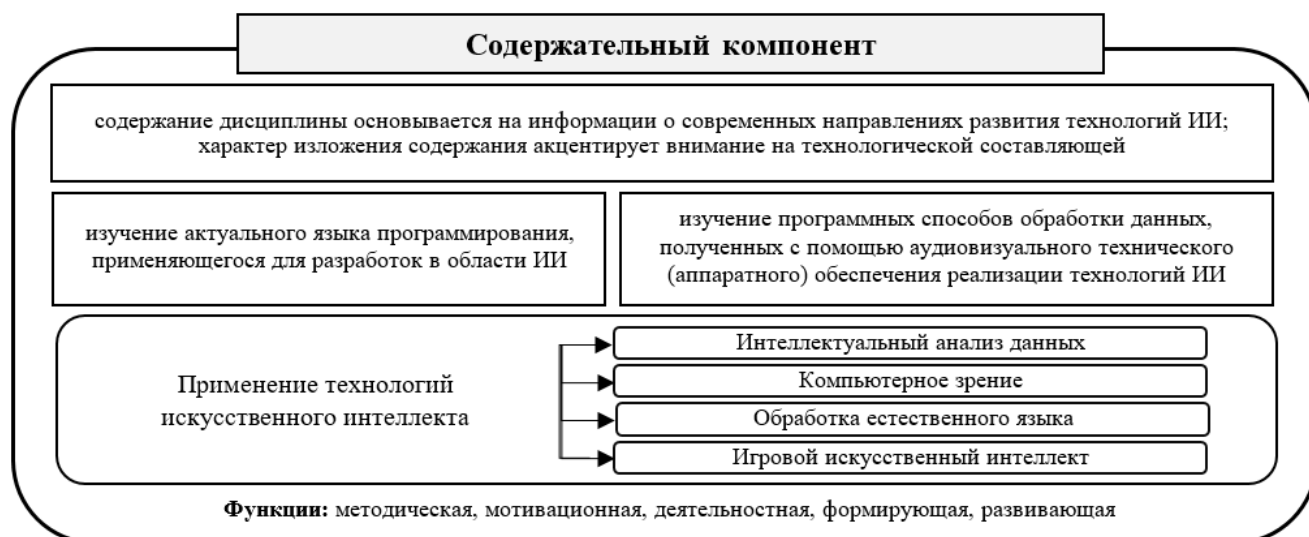 Содержательный компонент
содержание дисциплины основывается на информации о современных направлениях развития технологий ИИ;
характер изложения содержания акцентирует внимание на технологической составляющей
изучение актуального языка программирования,
применяющегося для разработок в области ИИ
изучение программных способов обработки данных,
полученных с помощью аудиовизуального технического
(аппаратного) обеспечения реализации технологий ИИ
Применение технологий
искусственного интеллекта
Интеллектуальный анализ данных
Компьютерное зрение
Обработка естественного языка
Игровой искусственный интеллект
Функции: методическая, мотивационная, деятельностная, формирующая, развивающая